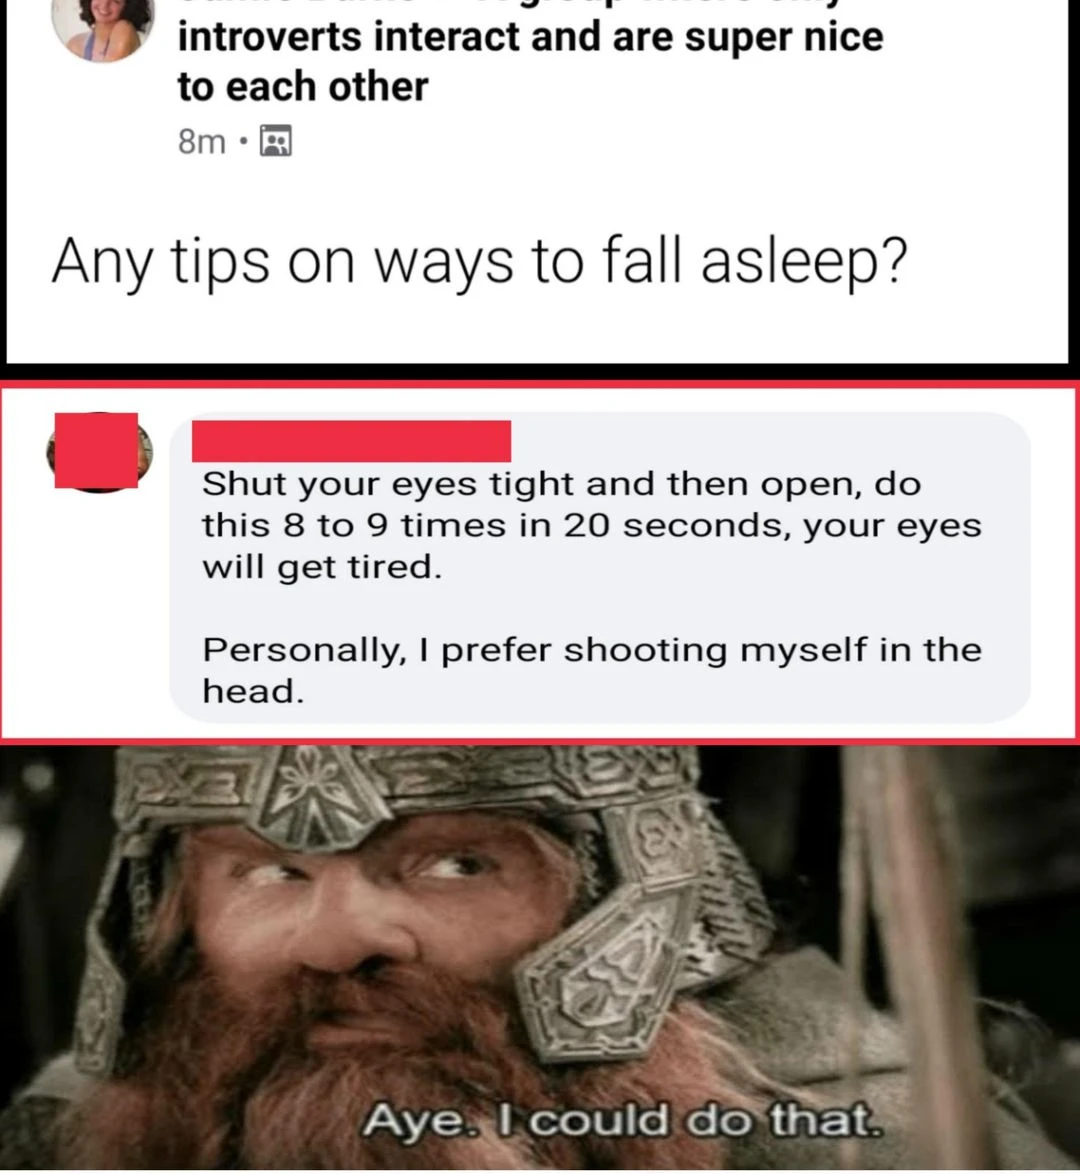 introverts interact and are super nice
to each other
8m •
Any tips on ways to fall asleep?
Shut your eyes tight and then open, do
this 8 to 9 times in 20 seconds, your eyes
will get tired.
Personally, I prefer shooting myself in the
head.
Aye. I could do that.